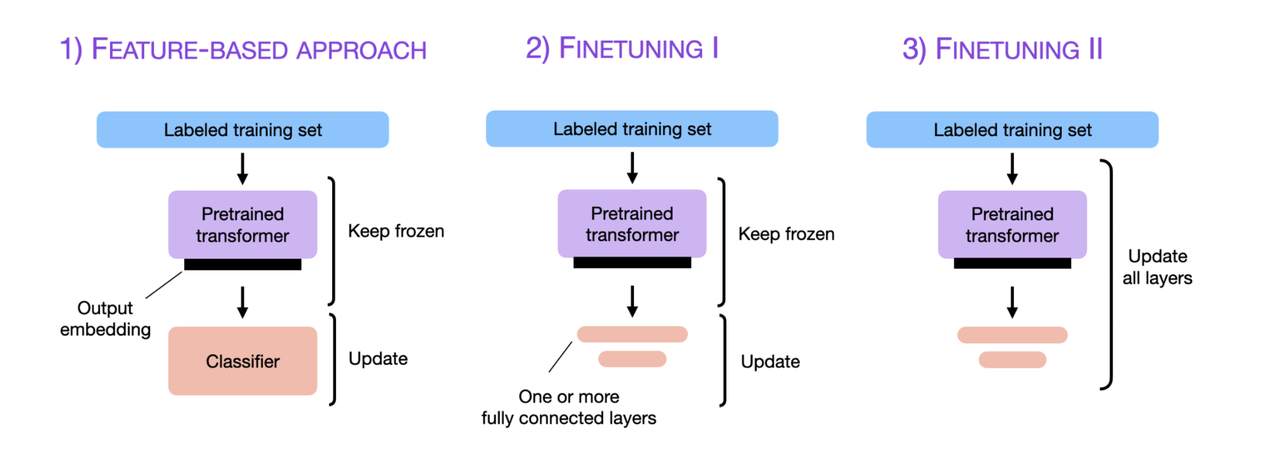 1) FEATURE-BASED APPROACH
Labeled training set
Pretrained
transformer
Keep frozen
Output
embedding
Classifier
Update
2) FINETUNING I
Labeled training set
Pretrained
transformer
Keep frozen
Update
One or more
fully connected layers
3) FINETUNING II
Labeled training set
Pretrained
transformer
Update
all layers